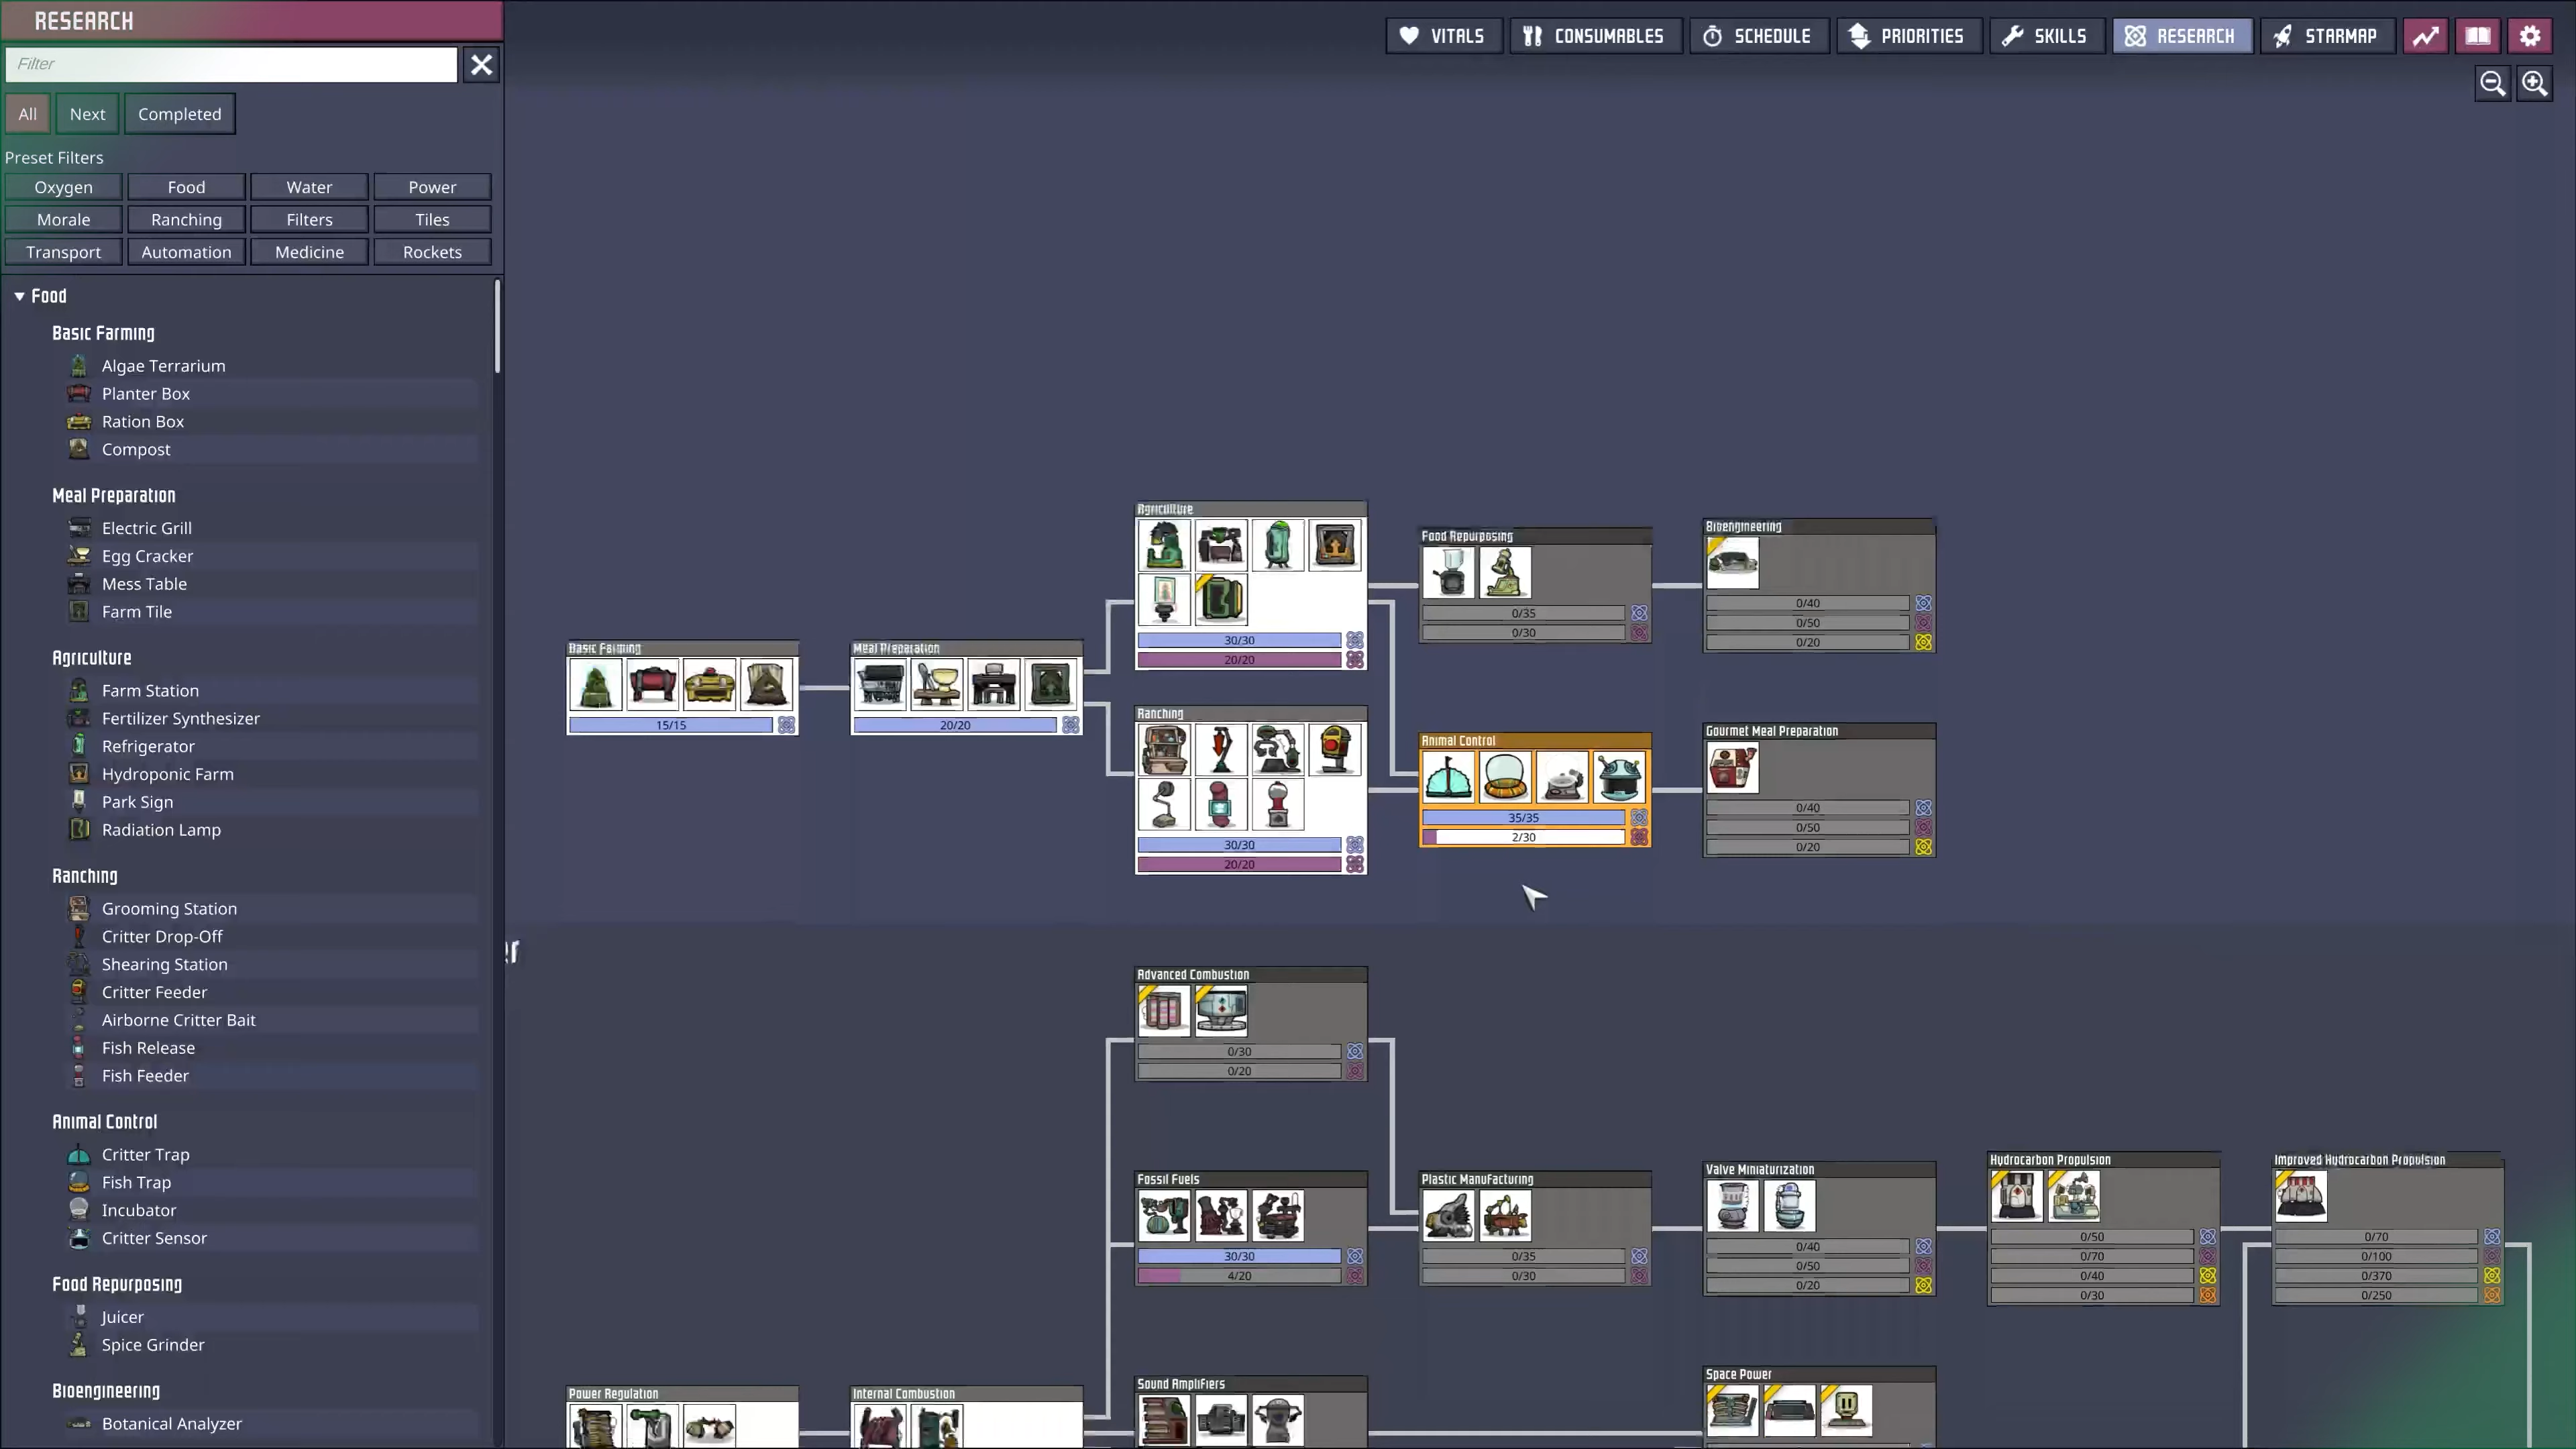 RESEARCH
VITALS
CONSUMABLES
SCHEDULE
PRIORITIES
SKILLS
RESEARCH
STARMAP
Filter
All
Next
Completed
Preset Filters
Oxygen
Food
Water
Power
Morale
Ranching
Filters
Tiles
Transport
Automation
Medicine
Rockets
Food
Basic Farming
Algae Terrarium
Planter Box
Ration Box
Compost
Meal Preparation
Electric Grill
Egg Cracker
Mess Table
Farm Tile
Agriculture
Farm Station
Fertilizer Synthesizer
Refrigerator
Hydroponic Farm
Park Sign
Radiation Lamp
Ranching
Grooming Station
Critter Drop-Off
Shearing Station
Critter Feeder
Airborne Critter Bait
Fish Release
Fish Feeder
Animal Control
Critter Trap
Fish Trap
Incubator
Critter Sensor
Food Repurposing
Juicer
Spice Grinder
Bioengineering
Botanical Analyzer
Basic Farming
15/15
Meal Preparation
20/20
Agriculture
30/30
20/20
Ranching
30/30
20/20
Food Repurposing
0/35
0/30
Animal Control
35/35
2/30
Bioengineering
0/40
0/50
0/20
Gourmet Meal Preparation
0/40
0/50
0/20
er
Advanced Combustion
0/30
0/20
Fossil Fuels
30/30
4/20
Plastic Manufacturing
0/35
0/30
Valve Miniaturization
0/40
0/50
0/20
Hydrocarbon Propulsion
0/50
0/70
0/40
0/30
Improved Hydrocarbon Propulsion
0/70
0/100
0/370
0/250
Power Regulation
Internal Combustion
Sound Amplifiers
Space Power